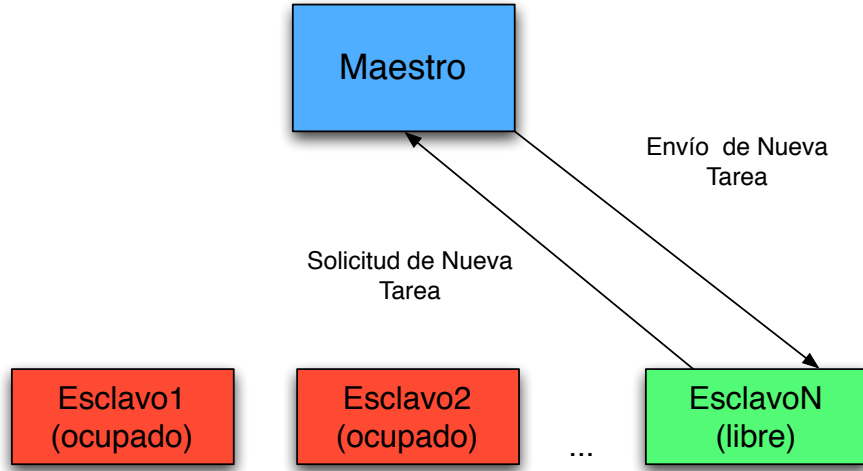 Maestro
Envío de Nueva
Tarea
Solicitud de Nueva
Tarea
Esclavo1
(ocupado)
Esclavo2
(ocupado)
...
EsclavoN
(libre)